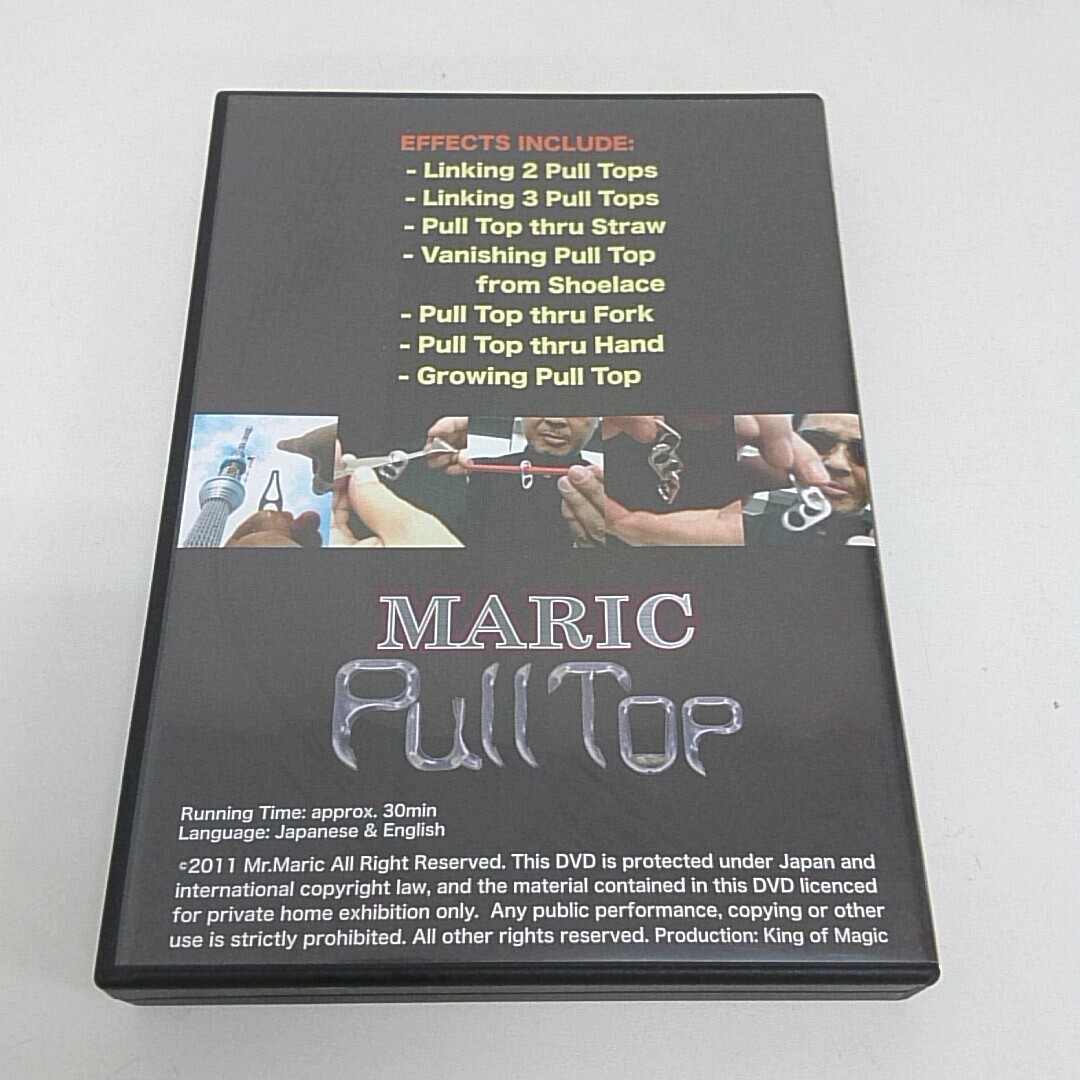 EFFECTS INCLUDE:
- Linking 2 Pull Tops
- Linking 3 Pull Tops
- Pull Top thru Straw
- Vanishing Pull Top
from Shoelace
- Pull Top thru Fork
- Pull Top thru Hand
- Growing Pull Top
MARIC
Pull Top
Running Time: approx. 30min
Language: Japanese & English
©2011 Mr.Maric All Right Reserved. This DVD is protected under Japan and
international copyright law, and the material contained in this DVD licenced
for private home exhibition only. Any public performance, copying or other
use is strictly prohibited. All other rights reserved. Production: King of Magic